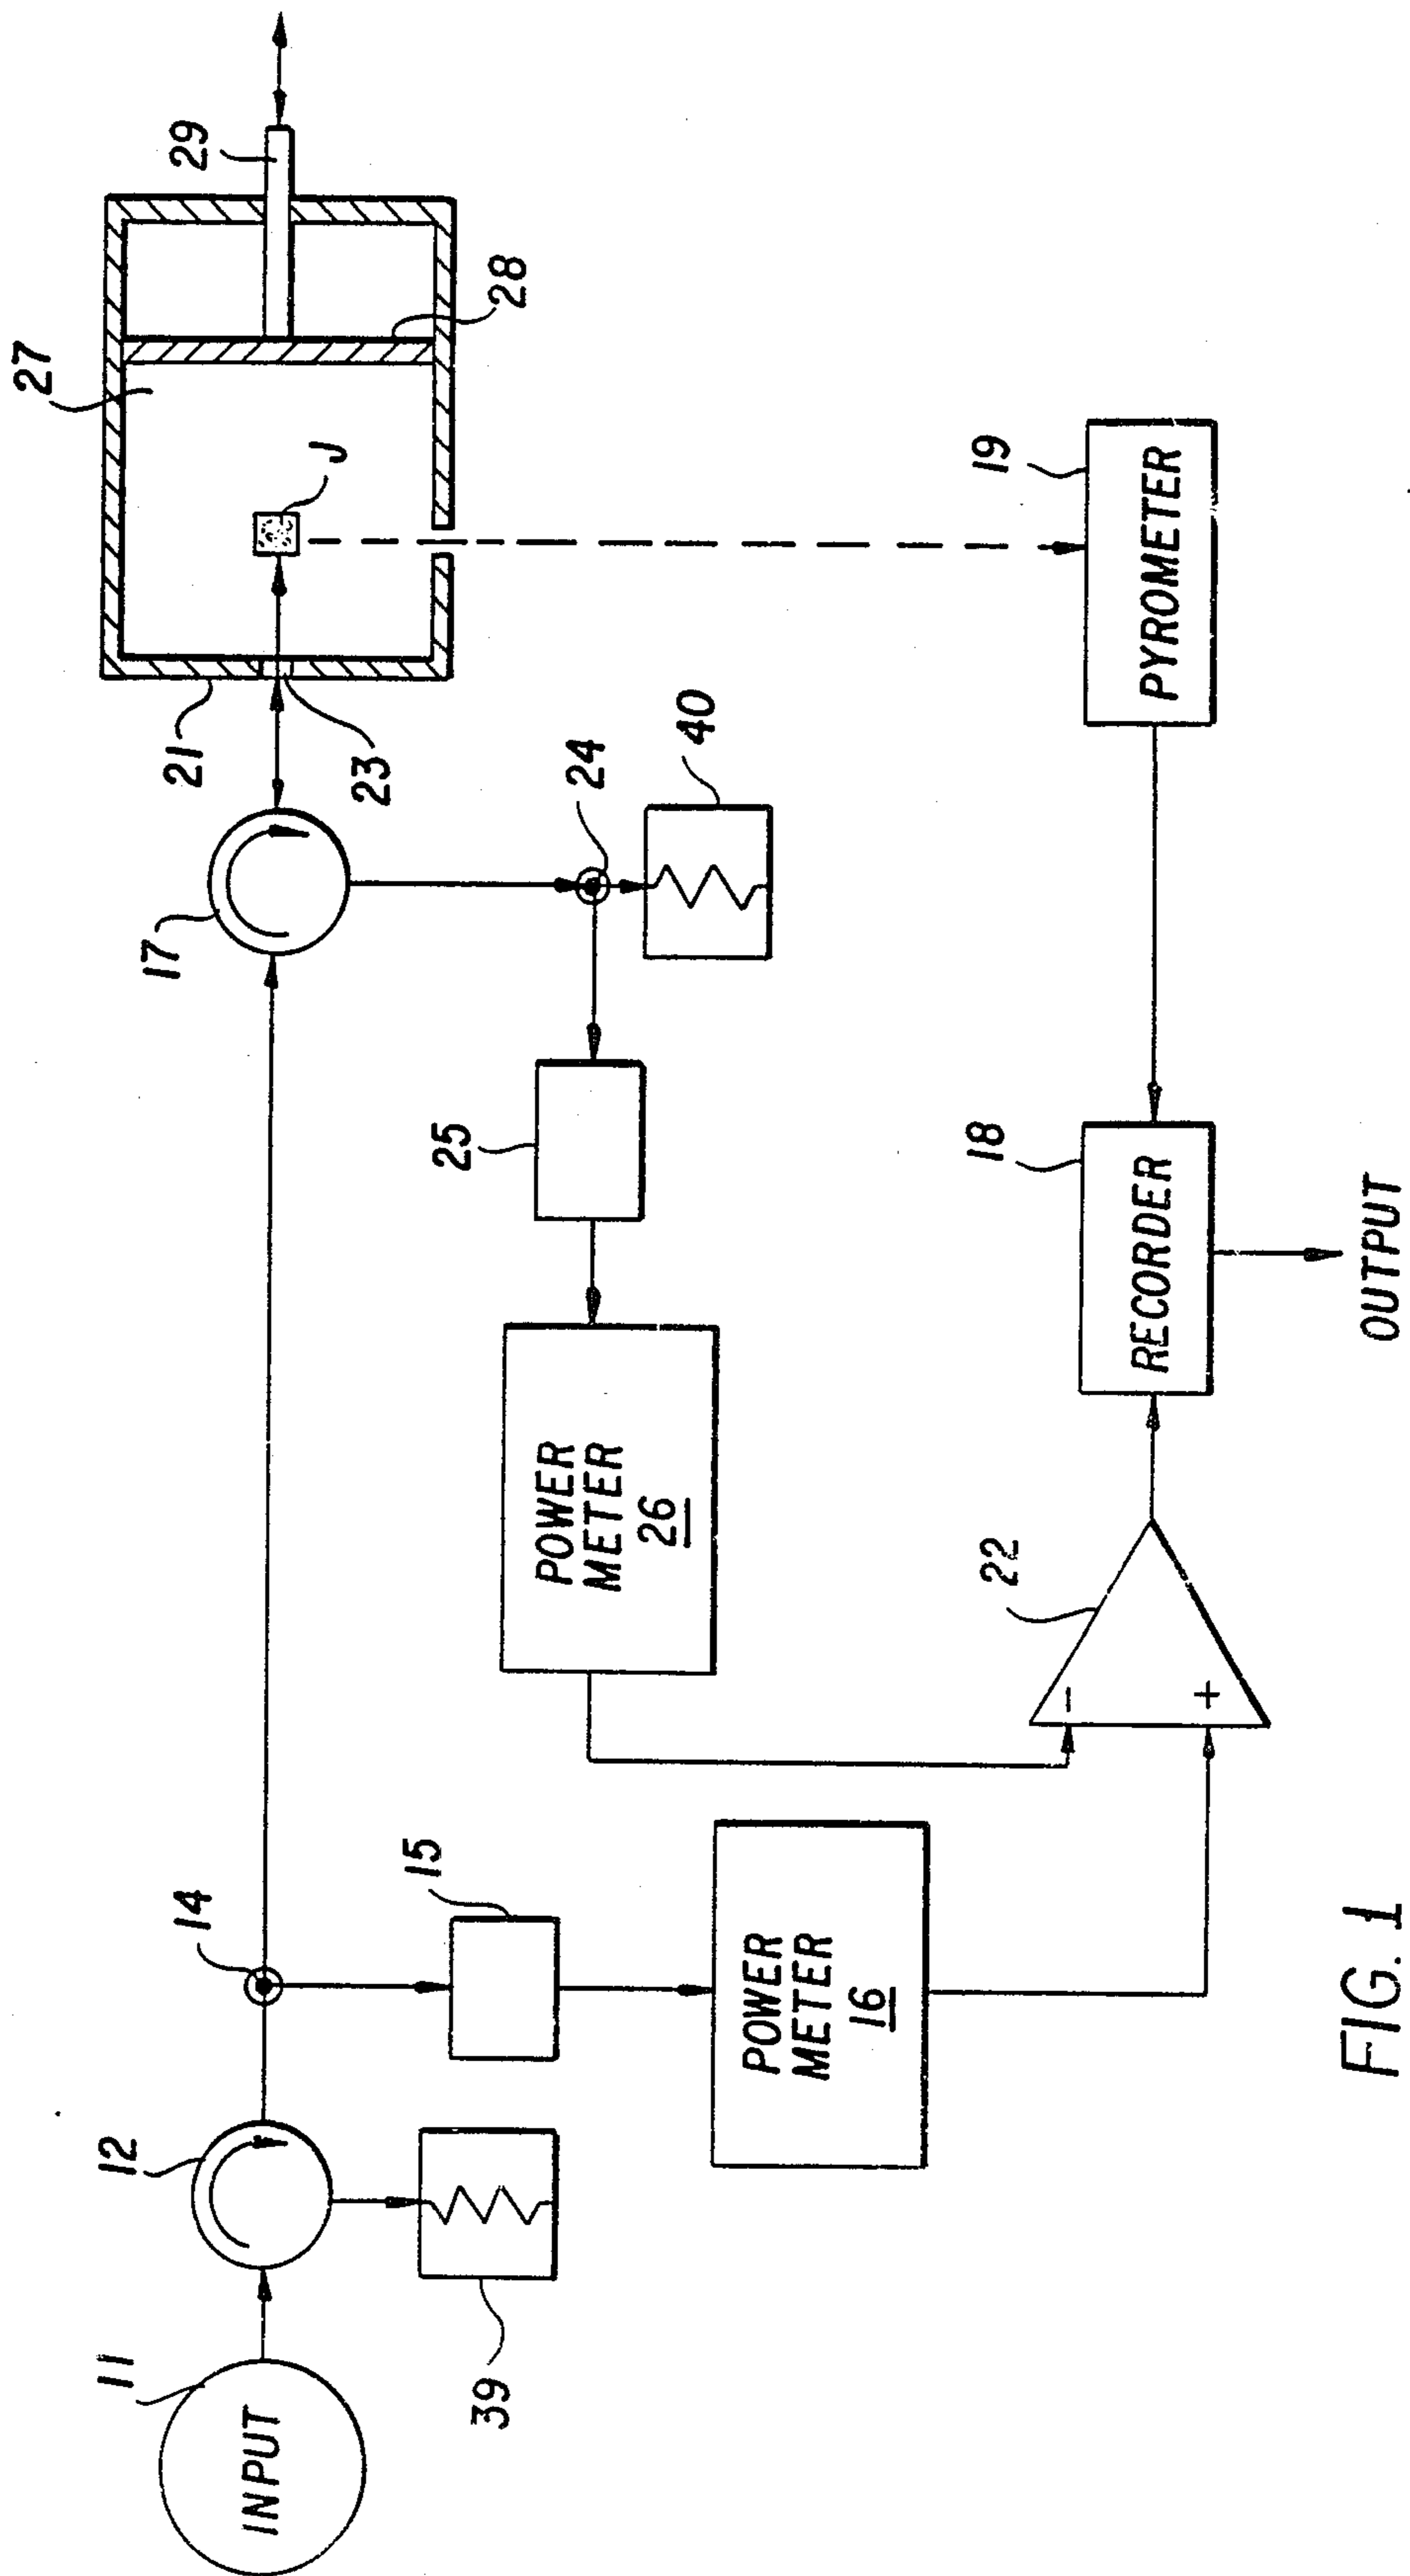 27
29
28
J
21
23
17
24
40
19
PYROMETER
25
18
RECORDER
OUTPUT
POWER
METER
26
22
-
+
14
15
POWER
METER
16
12
39
11
INPUT
FIG. 1